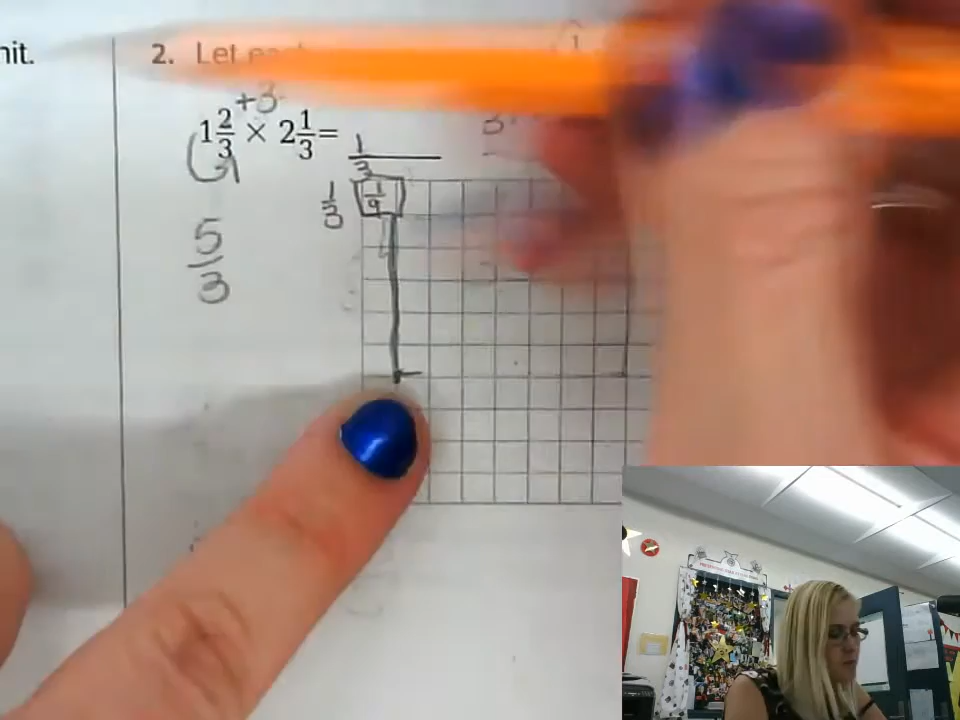 nit.
2. Let
+3
1 2/3 × 2 1/3 =
1/3
1/3
1/9
5/3